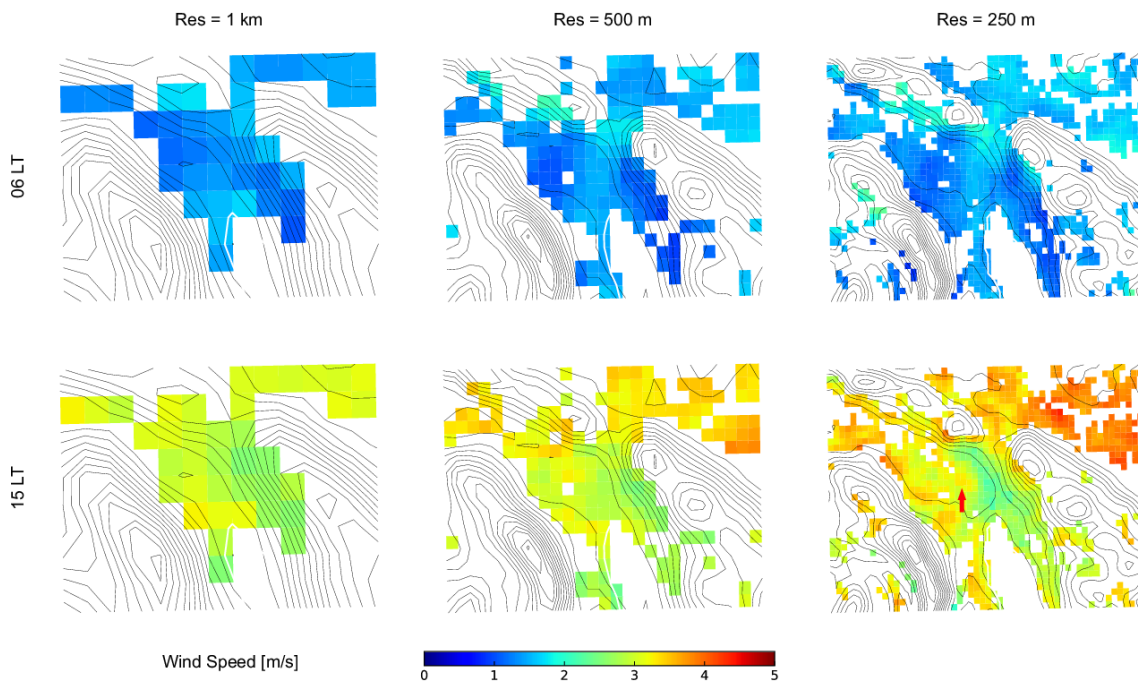 Res = 1 km
Res = 500 m
Res = 250 m
06 LT
15 LT
Wind Speed [m/s]
0 1 2 3 4 5